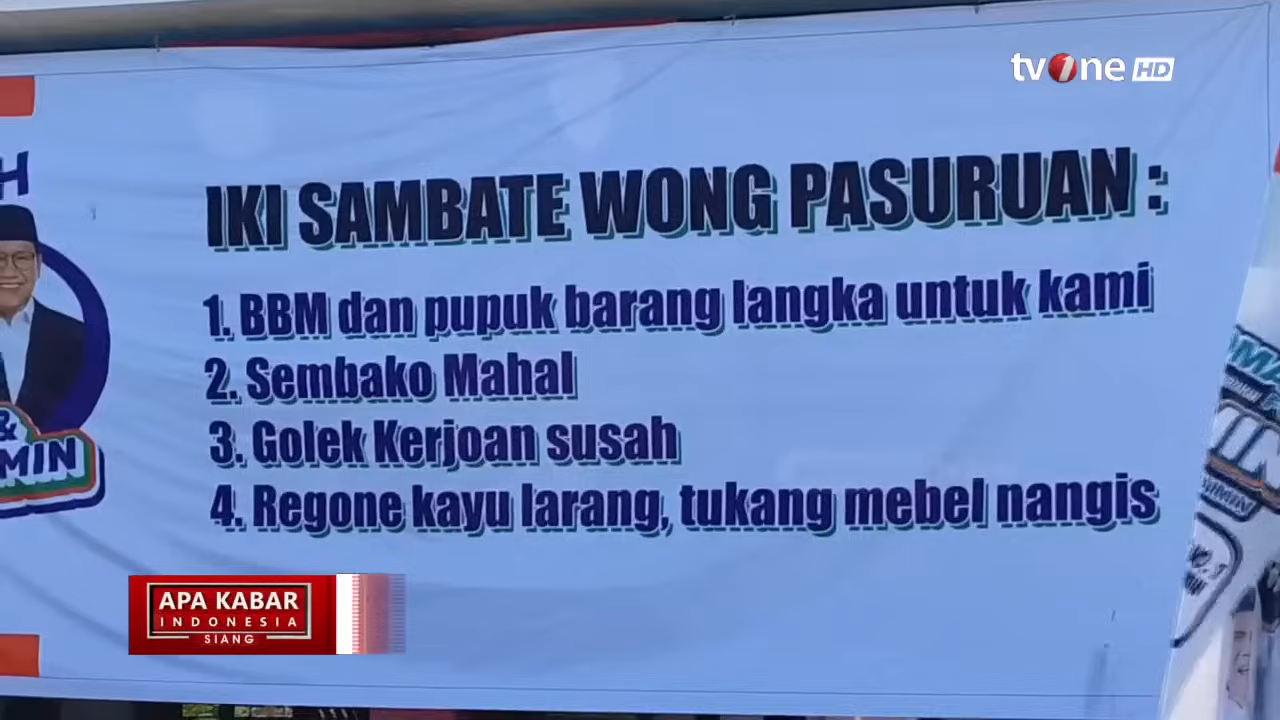 tvOne HD
H
IKI SAMBATE WONG PASURUAN :
1. BBM dan pupuk barang langka untuk kami
2. Sembako Mahal
3. Golek Kerjoan susah
4. Regone kayu larang, tukang mebel nangis
&
MIN
APA KABAR
INDONESIA
SIANG